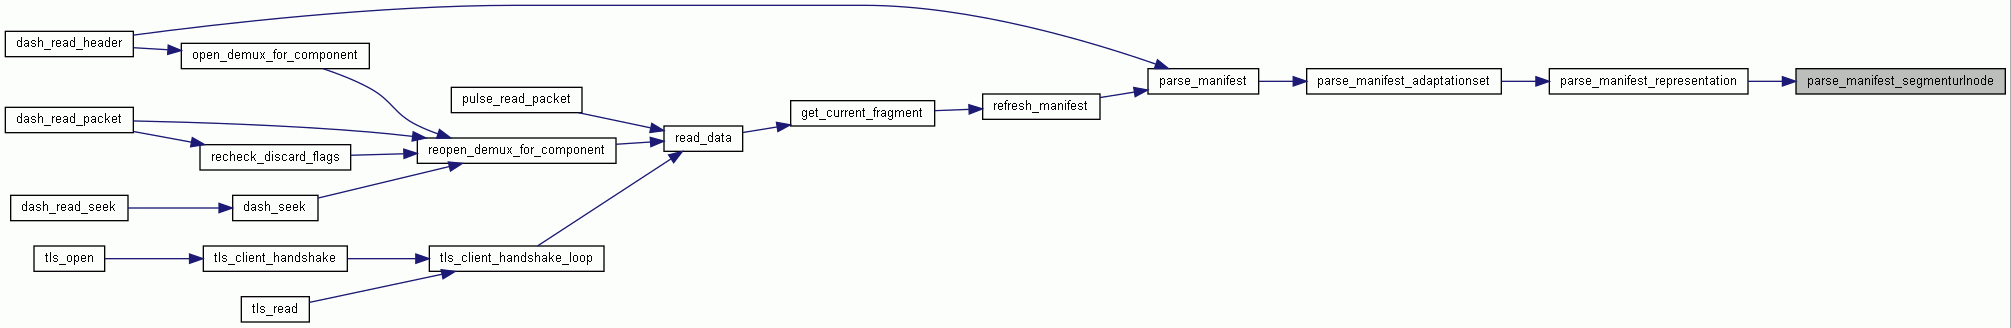 dash_read_header
open_demux_for_component
parse_manifest
parse_manifest_adaptationset
parse_manifest_representation
parse_manifest_segmenturlnode
pulse_read_packet
refresh_manifest
get_current_fragment
dash_read_packet
read_data
reopen_demux_for_component
recheck_discard_flags
dash_read_seek
dash_seek
tls_open
tls_client_handshake
tls_client_handshake_loop
tls_read